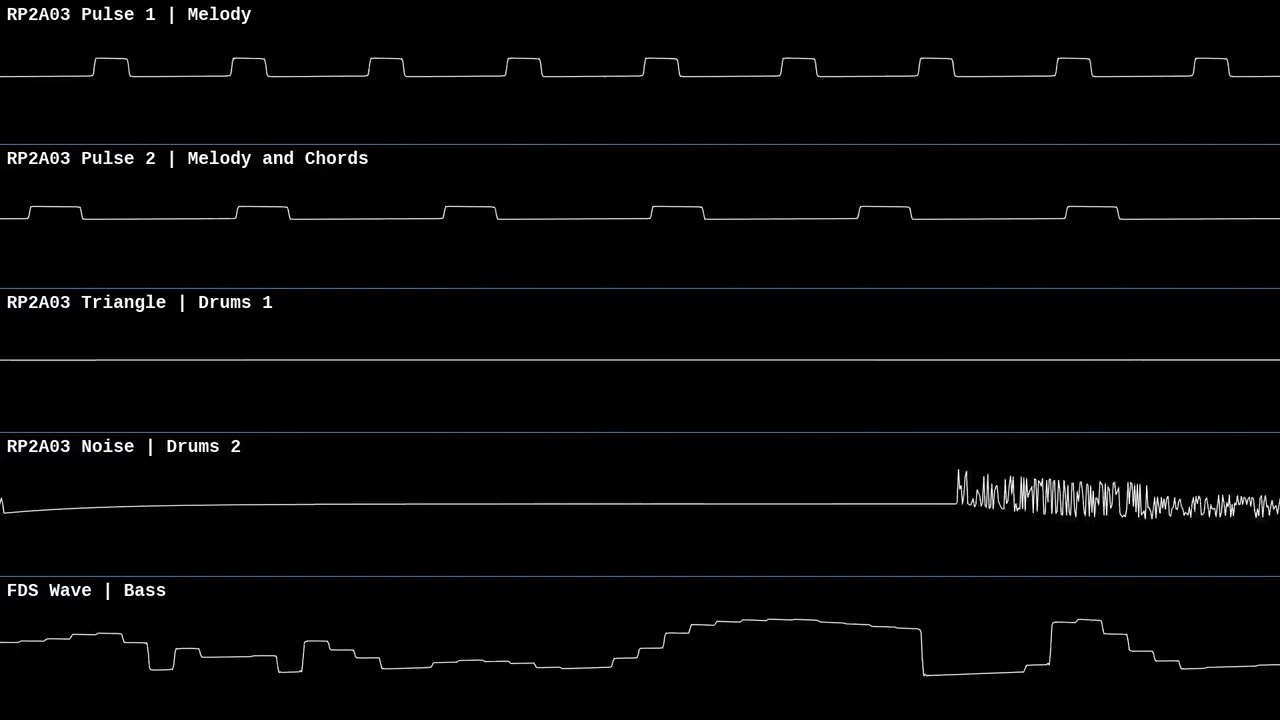 RP2A03 Pulse 1 | Melody
RP2A03 Pulse 2 | Melody and Chords
RP2A03 Triangle | Drums 1
RP2A03 Noise | Drums 2
FDS Wave | Bass